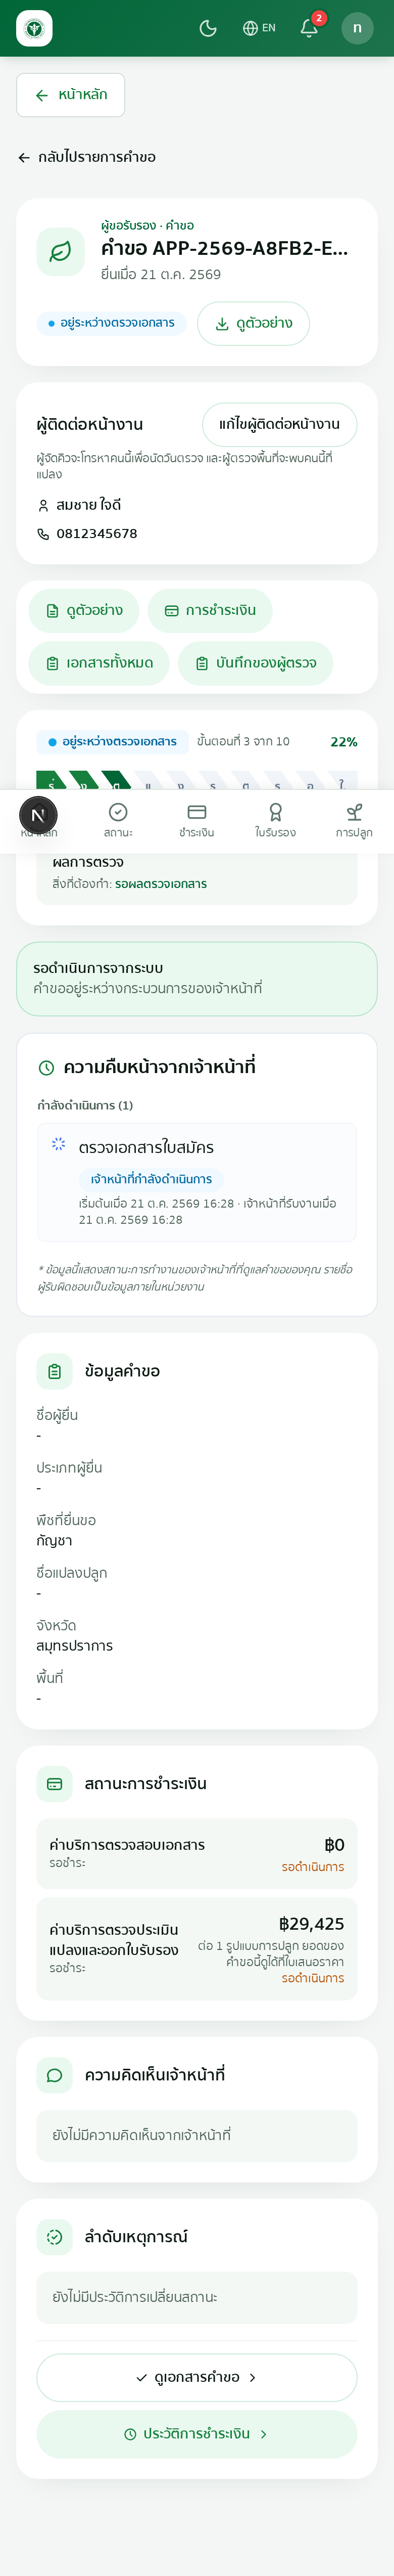 EN
2
ก
หน้าหลัก
กลับไปรายการคำขอ
ผู้ขอรับรอง · คำขอ
คำขอ APP-2569-A8FB2-E...
ยื่นเมื่อ 21 ต.ค. 2569
อยู่ระหว่างตรวจเอกสาร
ดูตัวอย่าง
ผู้ติดต่อหน้างาน
แก้ไขผู้ติดต่อหน้างาน
ผู้จัดคิวจะโทรหาคนนี้เพื่อนัดวันตรวจ และผู้ตรวจพื้นที่จะพบคนนี้ที่
แปลง
สมชาย ใจดี
0812345678
ดูตัวอย่าง
การชำระเงิน
เอกสารทั้งหมด
บันทึกของผู้ตรวจ
อยู่ระหว่างตรวจเอกสาร
ขั้นตอนที่ 3 จาก 10
22%
N
สถานะ
ชำระเงิน
ใบรับรอง
การปลูก
ผลการตรวจ
สิ่งที่ต้องทำ: รอผลตรวจเอกสาร
รอดำเนินการจากระบบ
คำขออยู่ระหว่างกระบวนการของเจ้าหน้าที่
ความคืบหน้าจากเจ้าหน้าที่
กำลังดำเนินการ (1)
ตรวจเอกสารใบสมัคร
เจ้าหน้าที่กำลังดำเนินการ
เริ่มต้นเมื่อ 21 ต.ค. 2569 16:28 · เจ้าหน้าที่รับงานเมื่อ
21 ต.ค. 2569 16:28
* ข้อมูลนี้แสดงสถานะการทำงานของเจ้าหน้าที่ที่ดูแลคำขอของคุณ รายชื่อ
ผู้รับผิดชอบเป็นข้อมูลภายในหน่วยงาน
ข้อมูลคำขอ
ชื่อผู้ยื่น
-
ประเภทผู้ยื่น
-
พืชที่ยื่นขอ
กัญชา
ชื่อแปลงปลูก
-
จังหวัด
สมุทรปราการ
พื้นที่
-
สถานะการชำระเงิน
ค่าบริการตรวจสอบเอกสาร
รอชำระ
฿0
รอดำเนินการ
ค่าบริการตรวจประเมิน
แปลงและออกใบรับรอง
รอชำระ
฿29,425
ต่อ 1 รูปแบบการปลูก ยอดของ
คำขอนี้ดูได้ที่ใบเสนอราคา
รอดำเนินการ
ความคิดเห็นเจ้าหน้าที่
ยังไม่มีความคิดเห็นจากเจ้าหน้าที่
ลำดับเหตุการณ์
ยังไม่มีประวัติการเปลี่ยนสถานะ
ดูเอกสารคำขอ
ประวัติการชำระเงิน